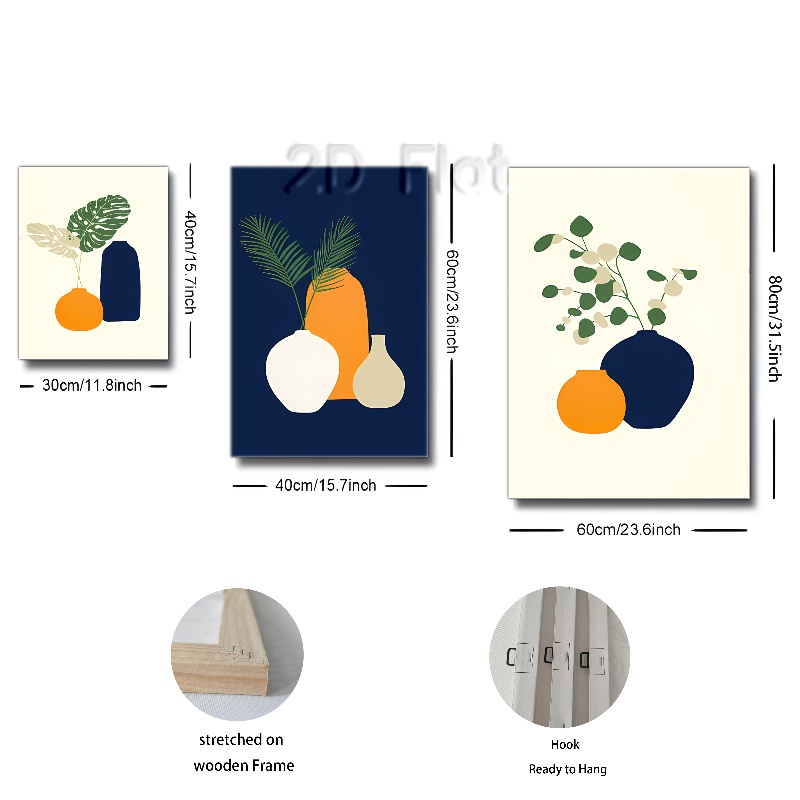 2D Flat
40cm/15.7inch
30cm/11.8inch
60cm/23.6inch
40cm/15.7inch
80cm/31.5inch
60cm/23.6inch
stretched on
wooden Frame
Hook
Ready to Hang